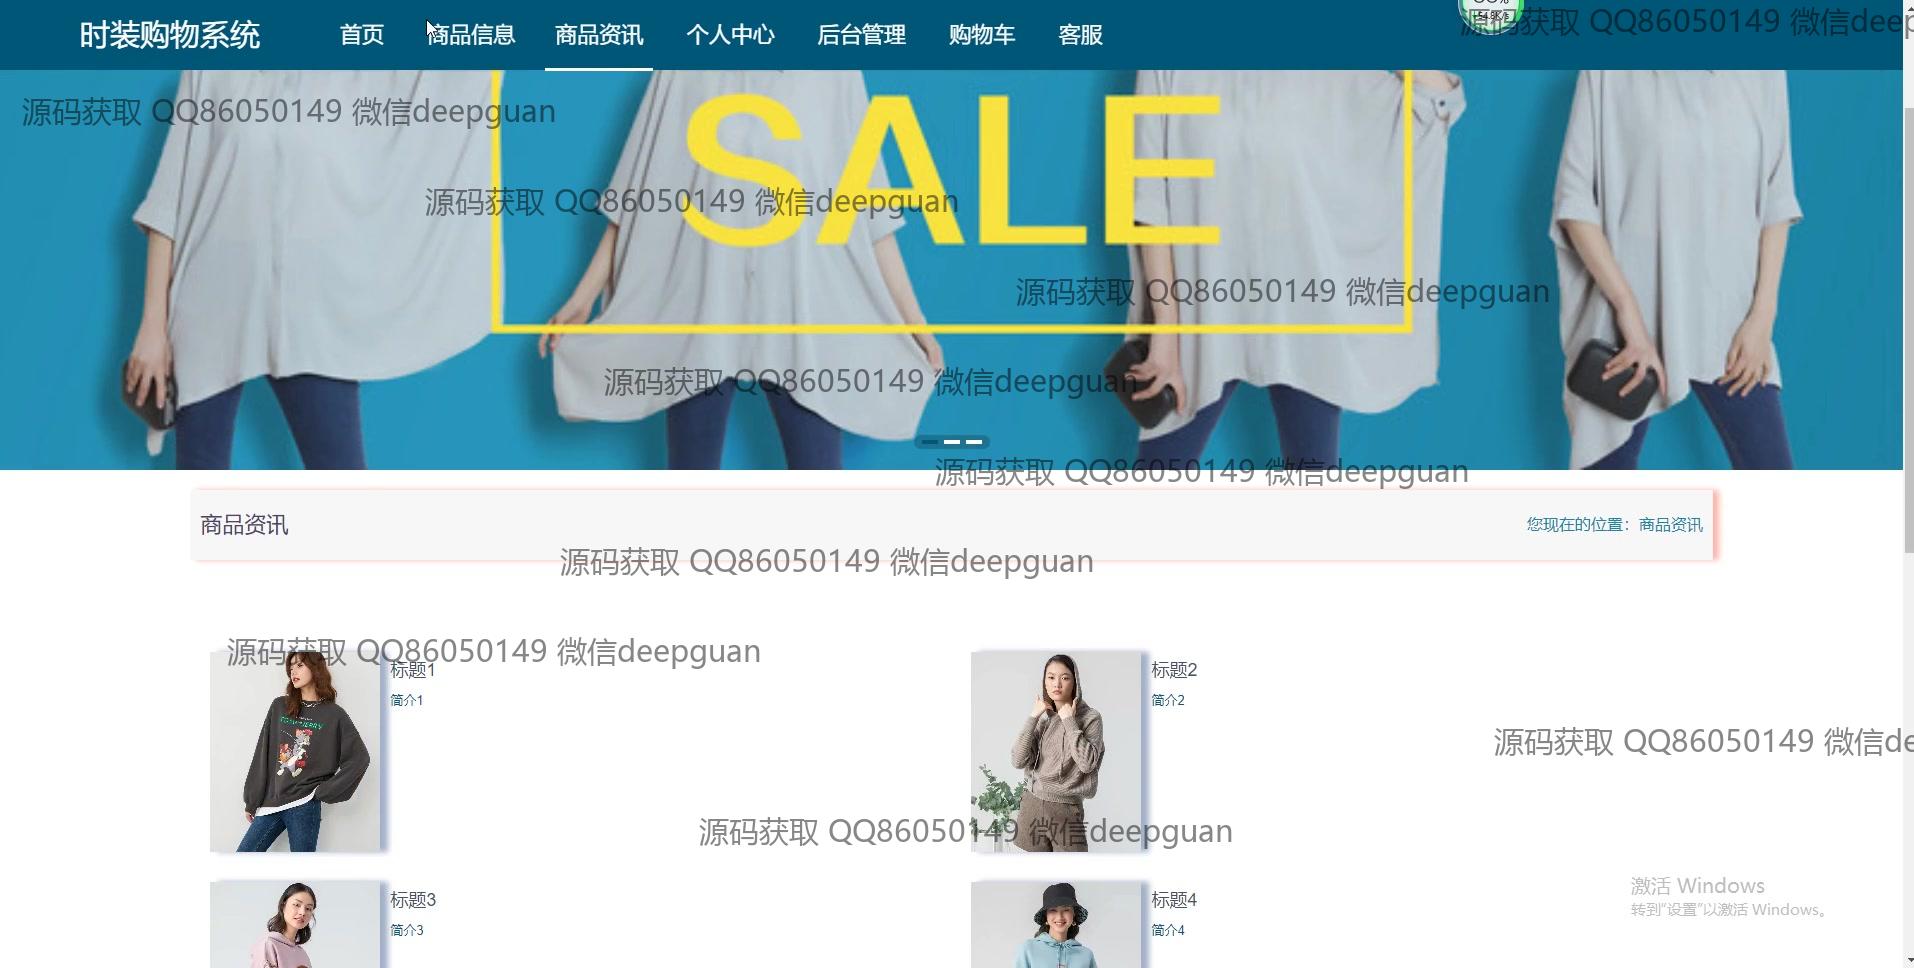 时装购物系统 首页 商品信息 商品资讯 个人中心 后台管理 购物车 客服
源码获取 QQ86050149 微信deep
源码获取 QQ86050149 微信deepguan
源码获取 QQ86050149 微信deepguan
SALE
源码获取 QQ86050149 微信deepguan
源码获取 QQ86050149 微信deepguan
源码获取 QQ86050149 微信deepguan
商品资讯
您现在的位置：商品资讯
源码获取 QQ86050149 微信deepguan
源码获取 QQ86050149 微信deepguan
标题1
简介1
标题2
简介2
源码获取 QQ86050149 微信de
源码获取 QQ86050149 微信deepguan
标题3
简介3
标题4
简介4
激活 Windows
转到“设置”以激活 Windows。